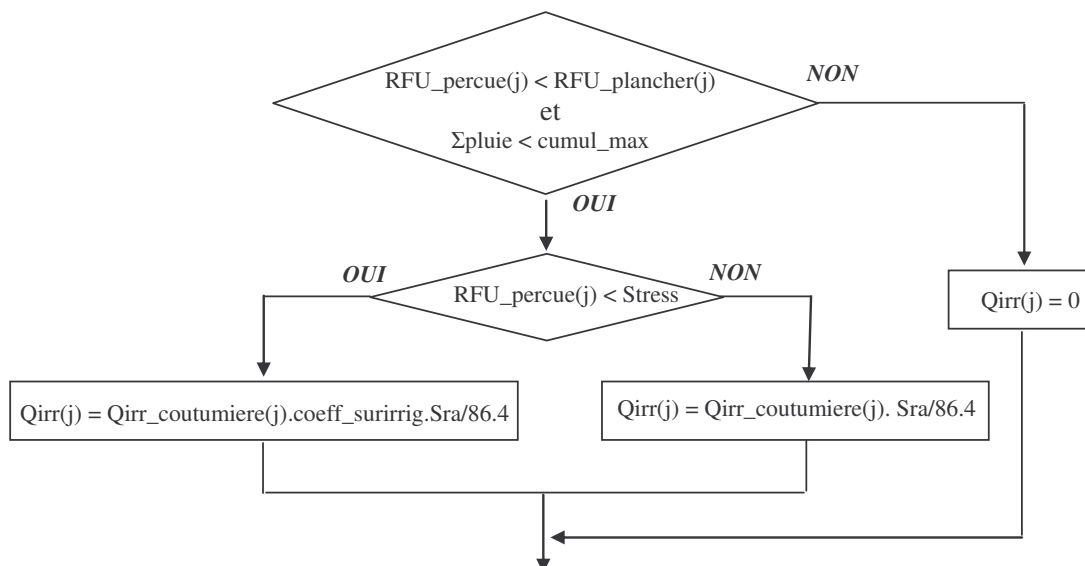 RFU_percue(j) < RFU_plancher(j)
et
Σpluie < cumul_max
NON
OUI
OUI
NON
RFU_percue(j) < Stress
Qirr(j) = 0
Qirr(j) = Qirr_coutumiere(j).coeff_surirrig.Sra/86.4
Qirr(j) = Qirr_coutumiere(j). Sra/86.4